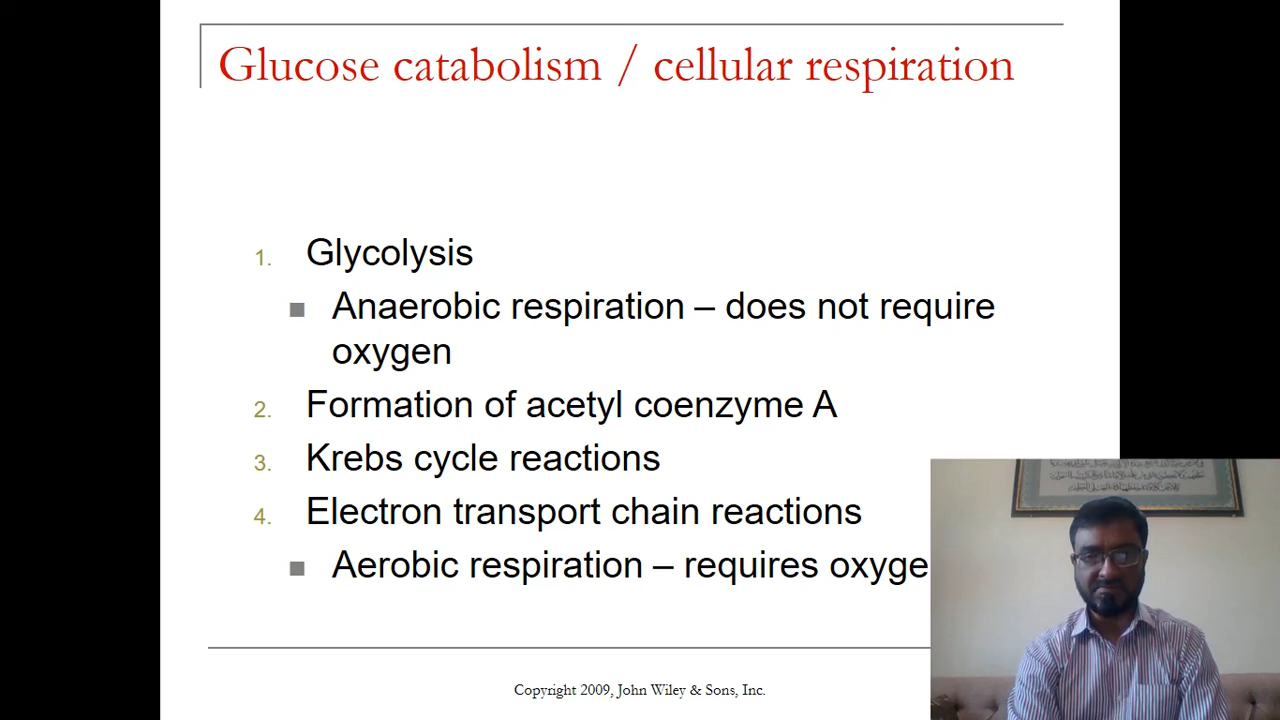 Glucose catabolism / cellular respiration
1. Glycolysis
■ Anaerobic respiration – does not require
oxygen
2. Formation of acetyl coenzyme A
3. Krebs cycle reactions
4. Electron transport chain reactions
■ Aerobic respiration – requires oxyge
Copyright 2009, John Wiley & Sons, Inc.